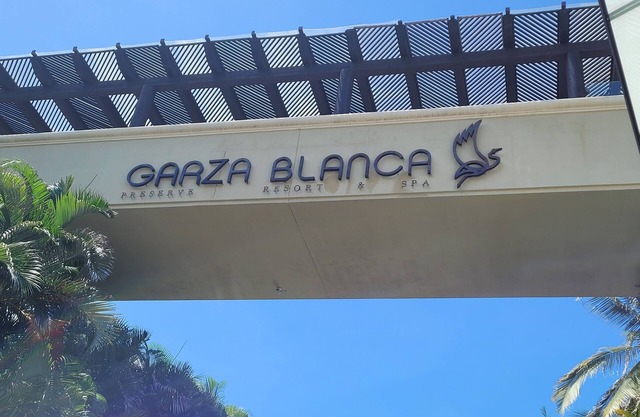 GARZA BLANCA
PRESERVE RESORT & SPA